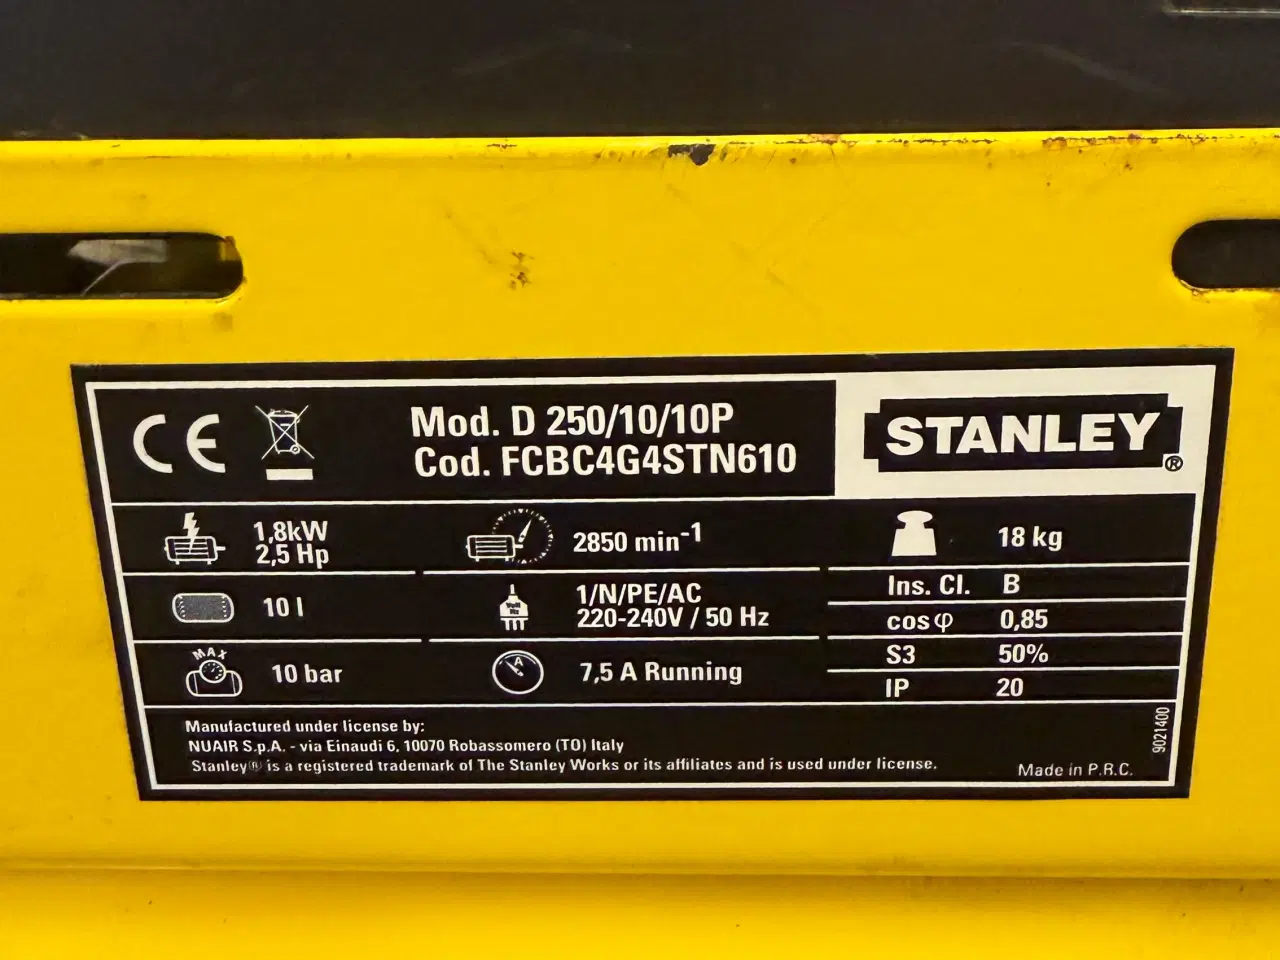 CE
Mod. D 250/10/10P
Cod. FCBC4G4STN610
STANLEY®
1,8kW
2,5 Hp
2850 min-1
18 kg
10 l
Volt
Hz
1/N/PE/AC
220-240V / 50 Hz
Ins. Cl. B
cosφ 0,85
MAX
10 bar
A
7,5 A Running
S3 50%
IP 20
Manufactured under license by:
NUAIR S.p.A. - via Einaudi 6, 10070 Robassomero (TO) Italy
Stanley® is a registered trademark of The Stanley Works or its affiliates and is used under license.
Made in P.R.C.
9021400